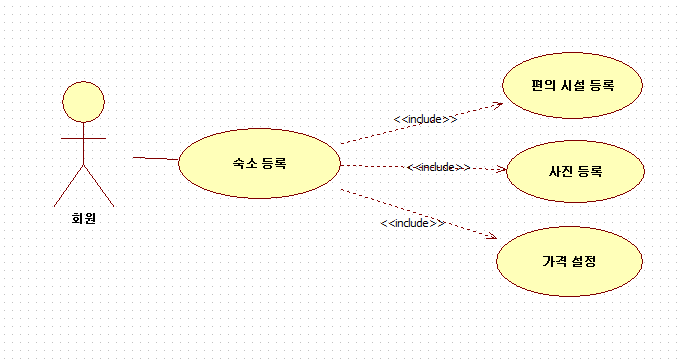 편의 시설 등록
<<include>>
숙소 등록
<<include>>
사진 등록
회원
<<include>>
가격 설정